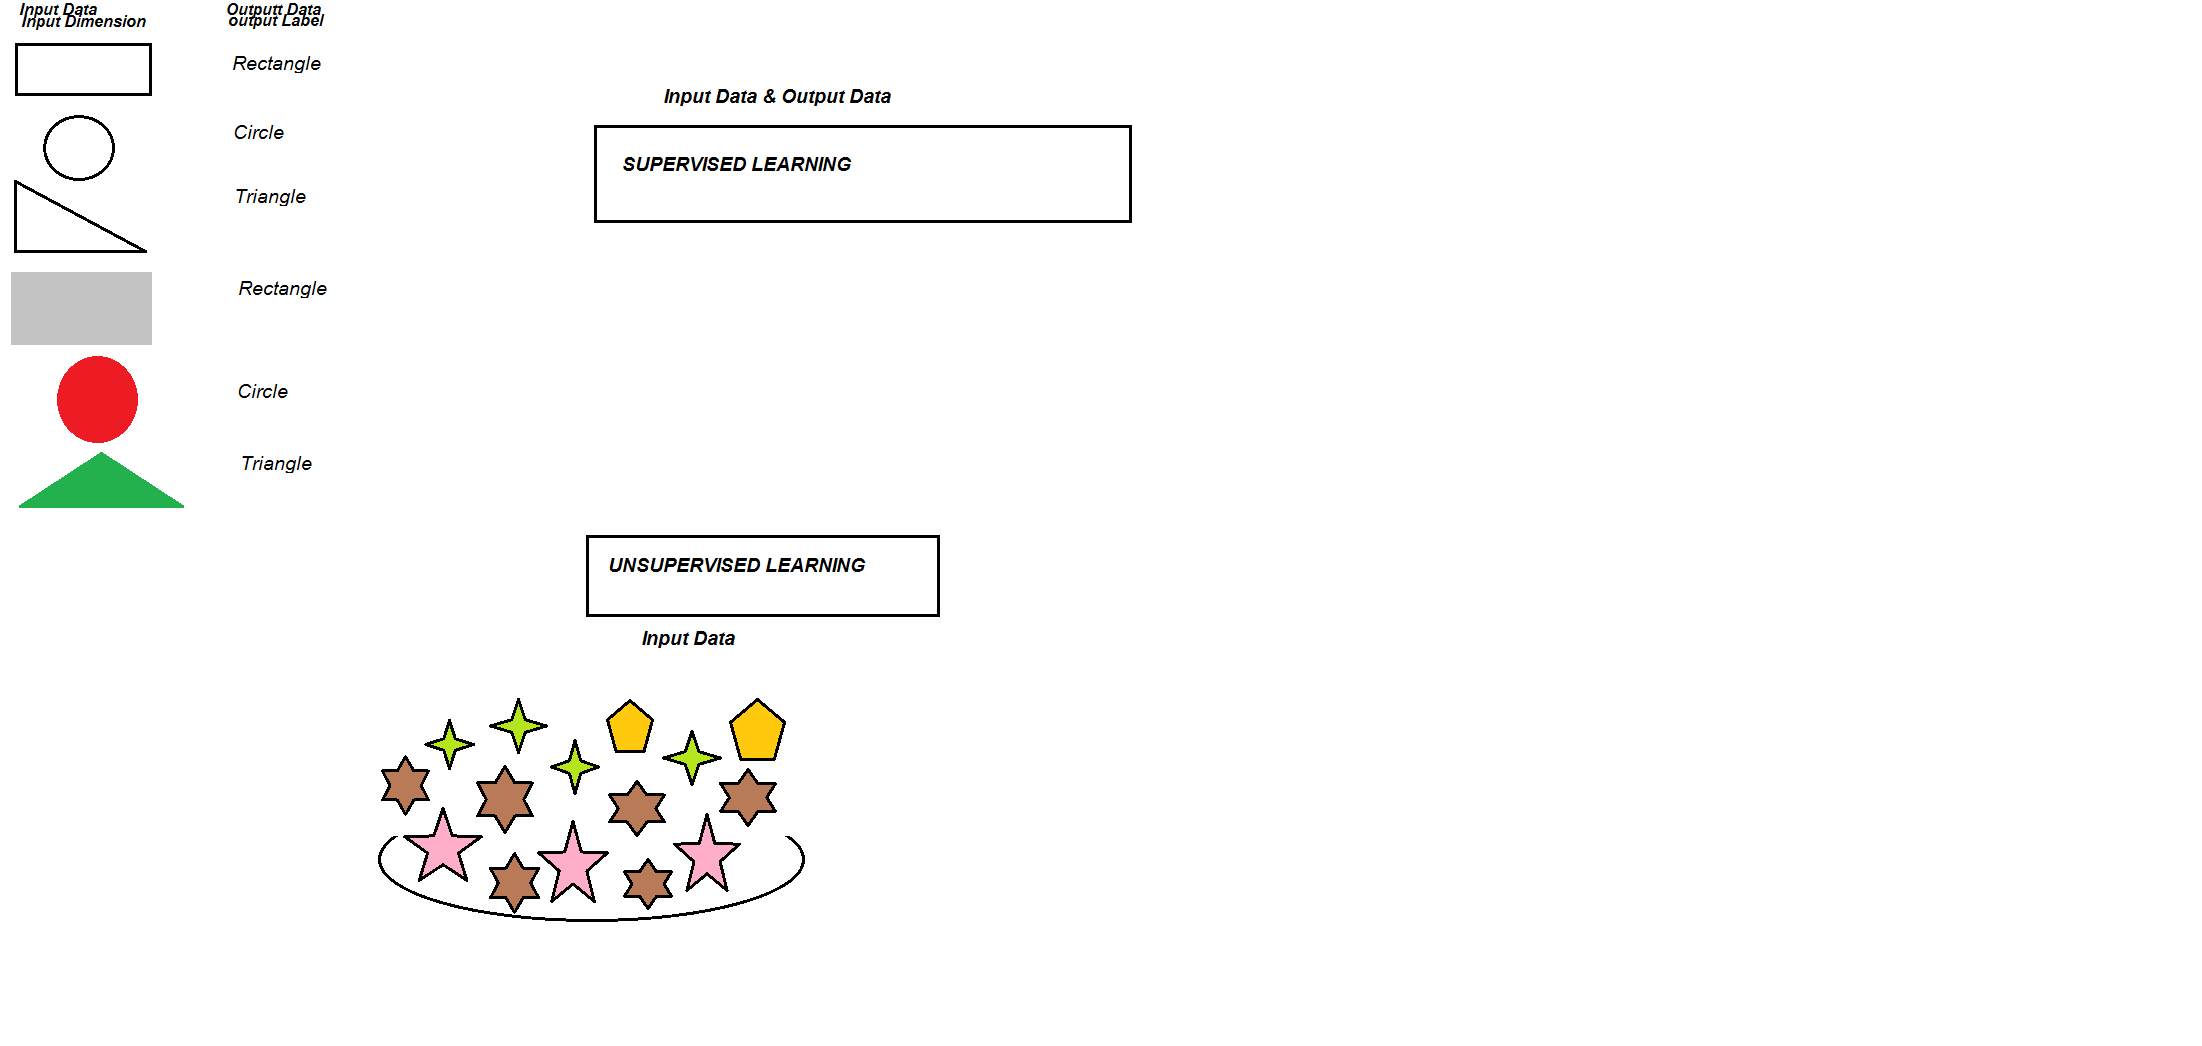 Input Data
Input Dimension
Outputt Data
output Label
Rectangle
Circle
Triangle
Rectangle
Circle
Triangle
Input Data & Output Data
SUPERVISED LEARNING
UNSUPERVISED LEARNING
Input Data